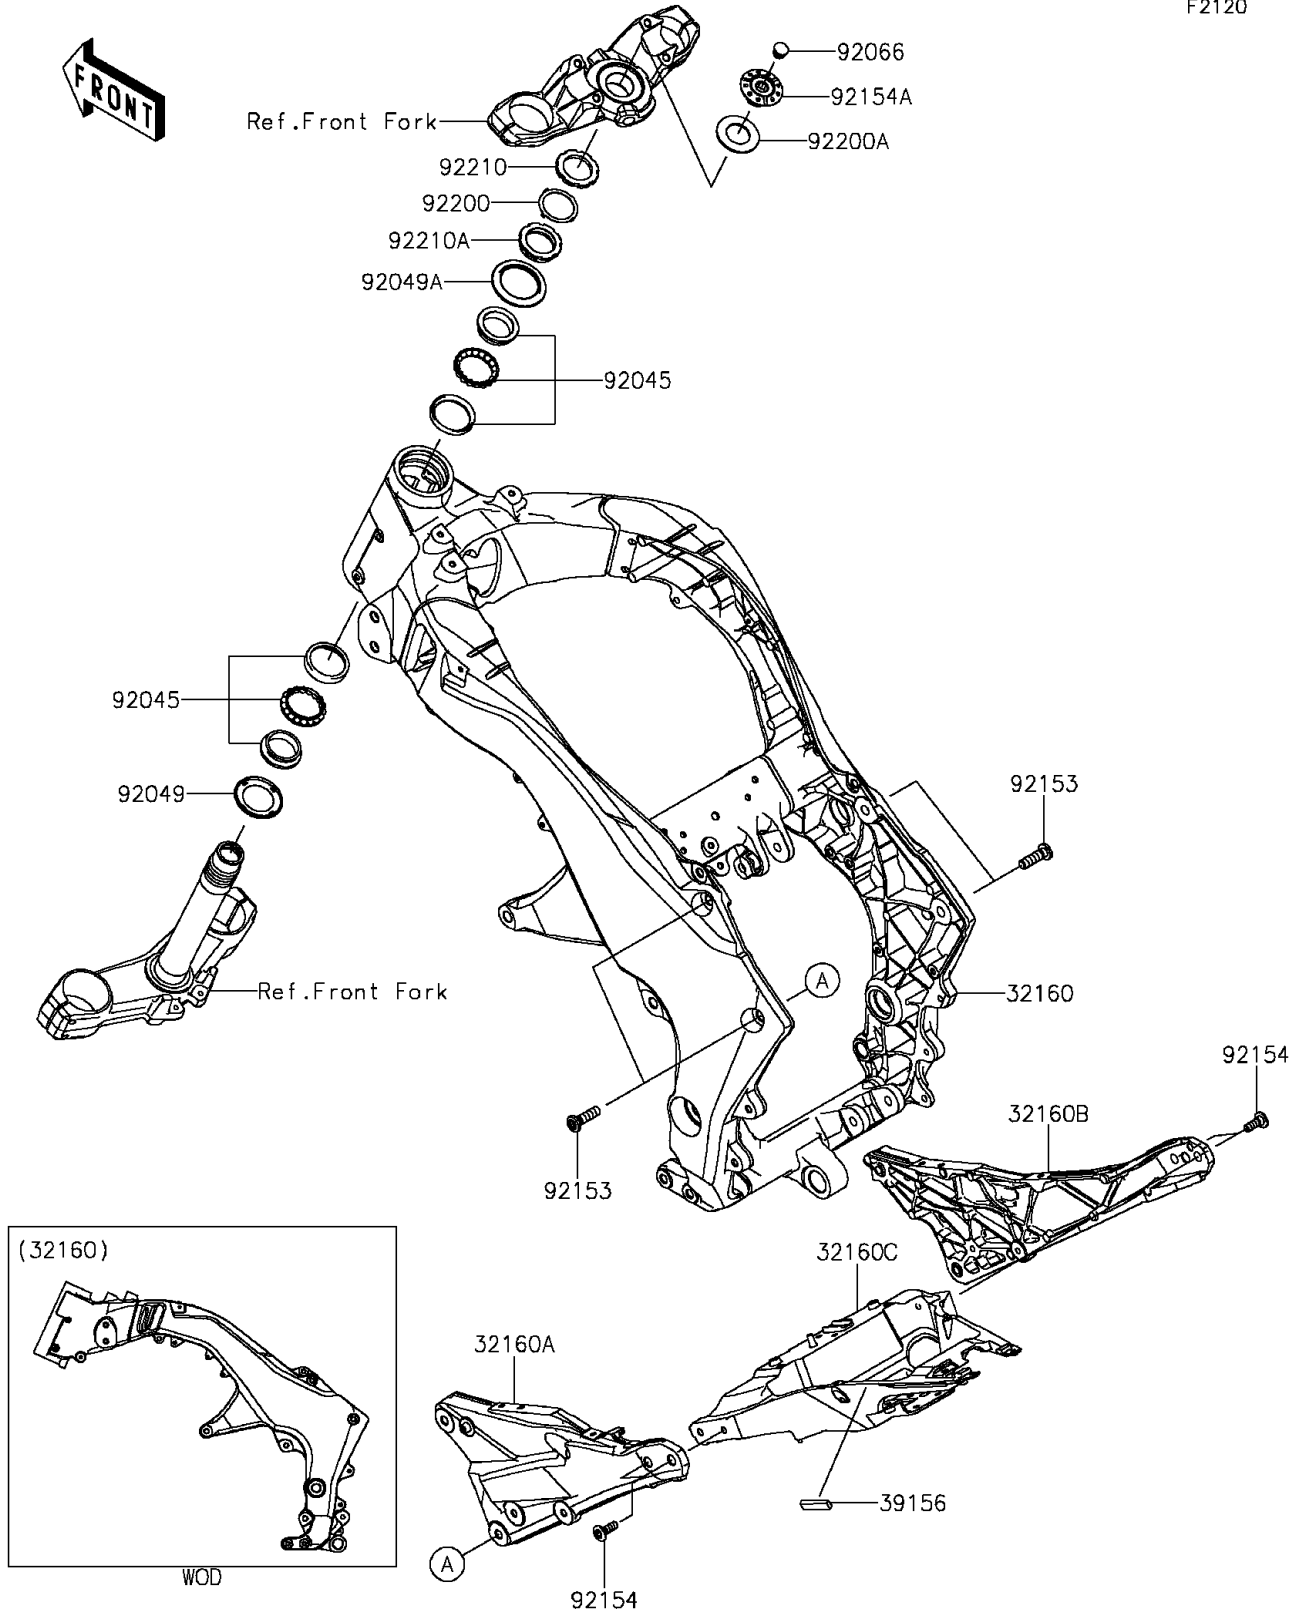 F2120
FRONT
92066
92154A
92200A
Ref.Front Fork
92210
92200
92210A
92049A
92045
92045
92049
Ref.Front Fork
92153
A
32160
92154
32160B
92153
32160C
(32160)
32160A
39156
A
WOD
92154